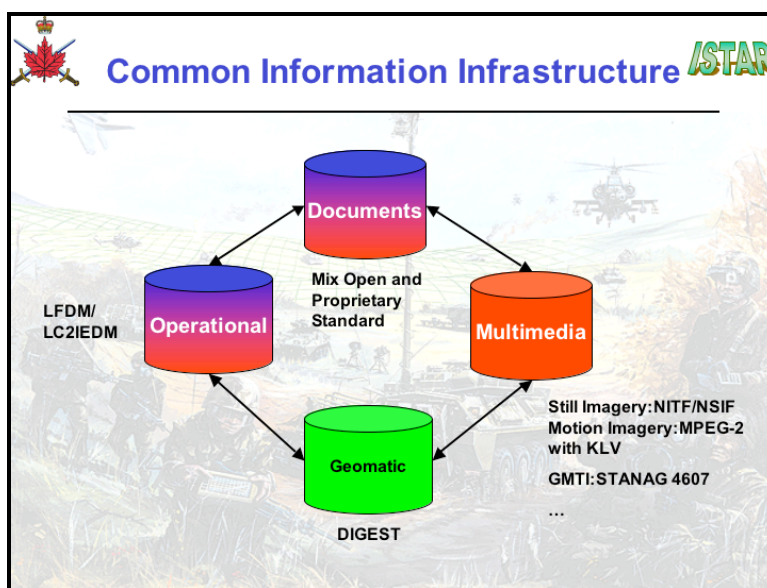 Common Information Infrastructure
ISTAR
Documents
Mix Open and
Proprietary
Standard
LFDM/
LC2IEDM
Operational
Multimedia
Still Imagery:NITF/NSIF
Motion Imagery:MPEG-2
with KLV
GMTI:STANAG 4607
...
Geomatic
DIGEST